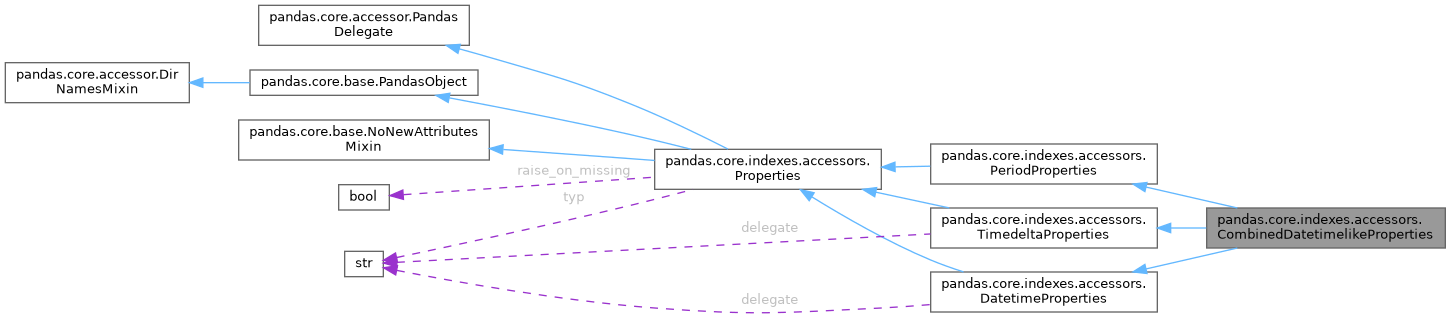 pandas.core.accessor.Pandas
Delegate
pandas.core.accessor.Dir
NamesMixin
pandas.core.base.PandasObject
pandas.core.base.NoNewAttributes
Mixin
pandas.core.indexes.accessors.
Properties
pandas.core.indexes.accessors.
PeriodProperties
raise_on_missing
bool
typ
pandas.core.indexes.accessors.
TimedeltaProperties
pandas.core.indexes.accessors.
CombinedDatetimelikeProperties
delegate
str
pandas.core.indexes.accessors.
DatetimeProperties
delegate